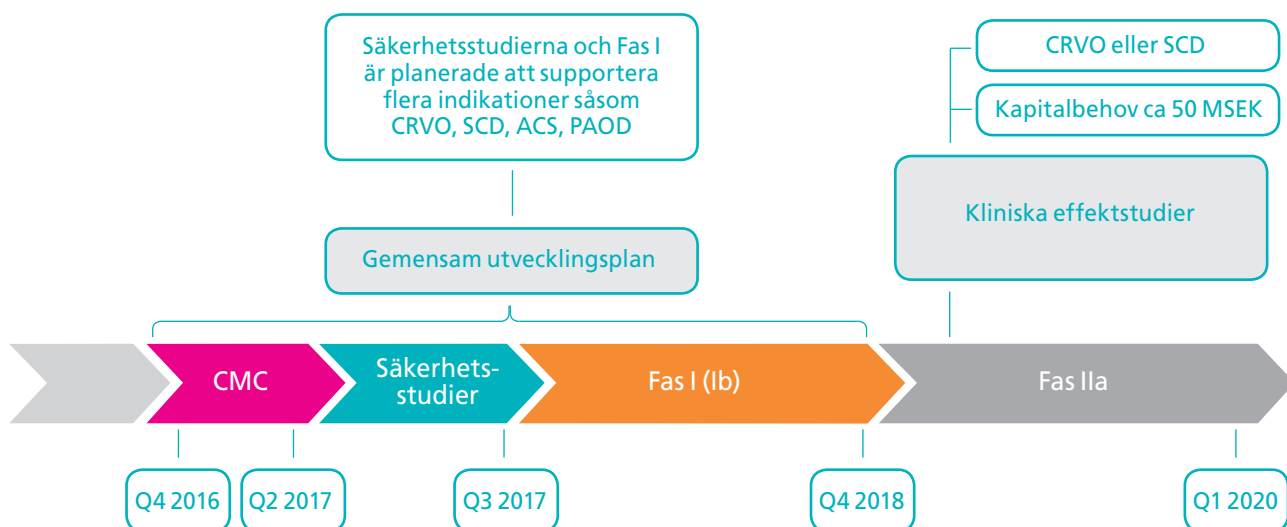 Säkerhetsstudierna och Fas I
är planerade att supportera
flera indikationer såsom
CRVO, SCD, ACS, PAOD
CRVO eller SCD
Kapitalbehov ca 50 MSEK
Kliniska effektstudier
Gemensam utvecklingsplan
CMC
Säkerhets-
studier
Fas I (Ib)
Fas IIa
Q4 2016
Q2 2017
Q3 2017
Q4 2018
Q1 2020